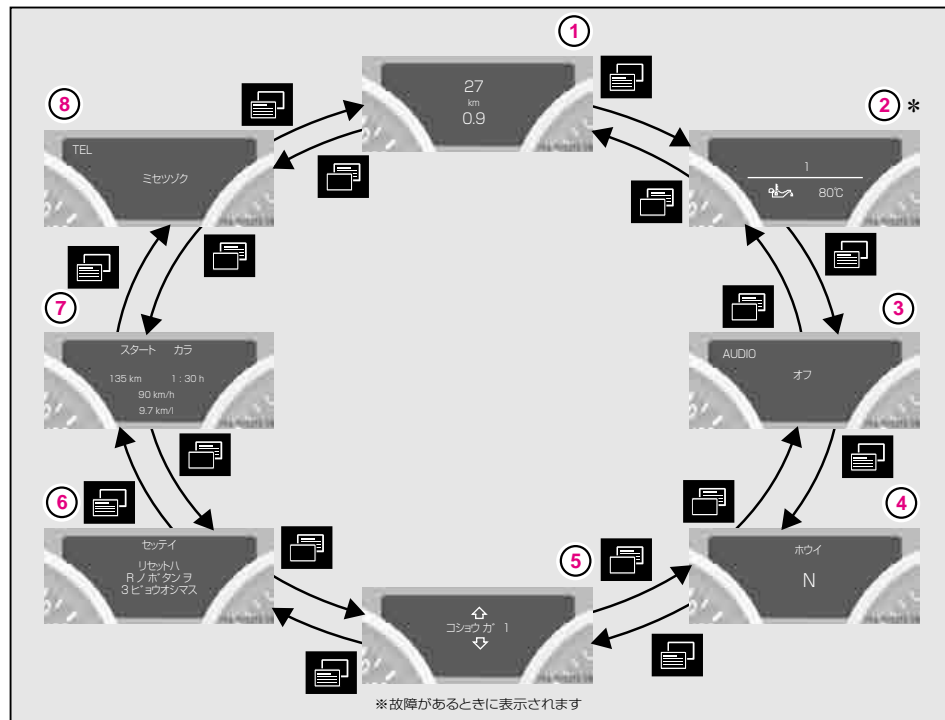 1
27
km
0.9
2 *
1
80℃
3
AUDIO
オフ
4
ホウイ
N
5
コショウ ガ 1
※故障があるときに表示されます
6
セッテイ
リセットハ
R ノ ボタン ヲ
3 ビョウオシマス
7
スタート カラ
135 km 1 : 30 h
90 km/h
9.7 km/l
8
TEL
ミセツゾク